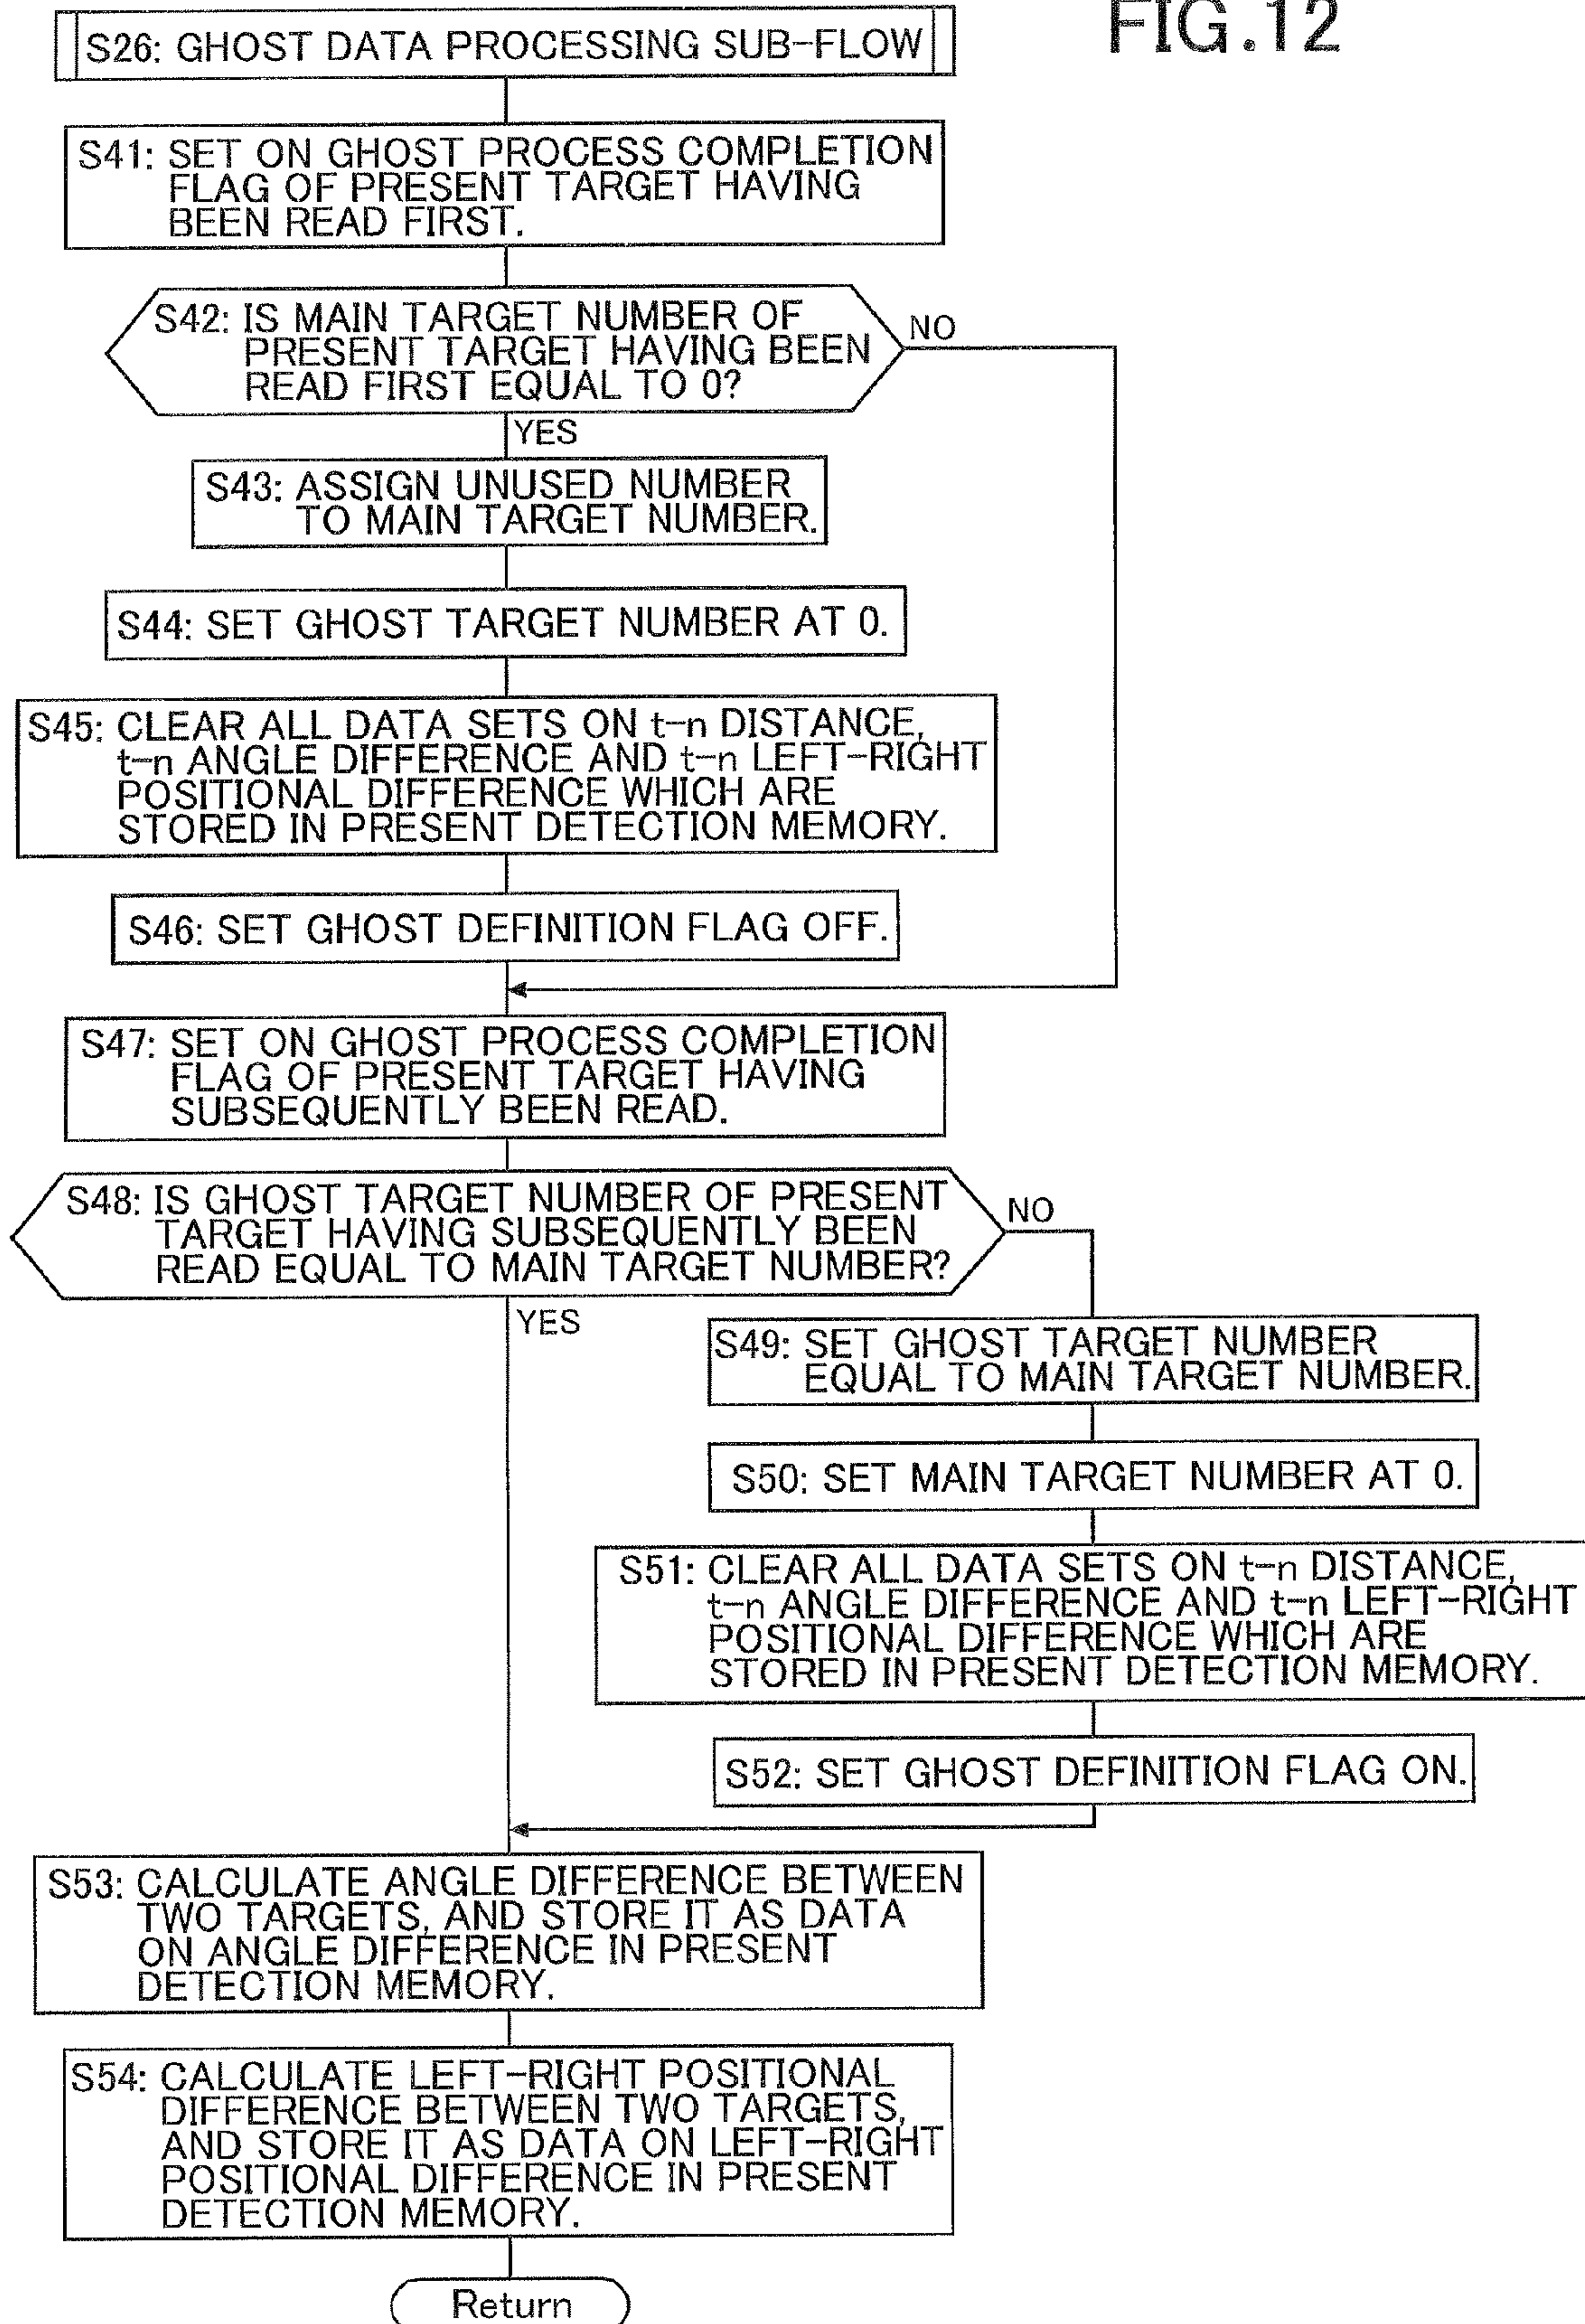 FIG.12
S26: GHOST DATA PROCESSING SUB-FLOW
S41: SET ON GHOST PROCESS COMPLETION
FLAG OF PRESENT TARGET HAVING
BEEN READ FIRST.
S42: IS MAIN TARGET NUMBER OF
PRESENT TARGET HAVING BEEN
READ FIRST EQUAL TO 0?
NO
YES
S43: ASSIGN UNUSED NUMBER
TO MAIN TARGET NUMBER.
S44: SET GHOST TARGET NUMBER AT 0.
S45: CLEAR ALL DATA SETS ON t-n DISTANCE,
t-n ANGLE DIFFERENCE AND t-n LEFT-RIGHT
POSITIONAL DIFFERENCE WHICH ARE
STORED IN PRESENT DETECTION MEMORY.
S46: SET GHOST DEFINITION FLAG OFF.
S47: SET ON GHOST PROCESS COMPLETION
FLAG OF PRESENT TARGET HAVING
SUBSEQUENTLY BEEN READ.
S48: IS GHOST TARGET NUMBER OF PRESENT
TARGET HAVING SUBSEQUENTLY BEEN
READ EQUAL TO MAIN TARGET NUMBER?
NO
YES
S49: SET GHOST TARGET NUMBER
EQUAL TO MAIN TARGET NUMBER.
S50: SET MAIN TARGET NUMBER AT 0.
S51: CLEAR ALL DATA SETS ON t-n DISTANCE,
t-n ANGLE DIFFERENCE AND t-n LEFT-RIGHT
POSITIONAL DIFFERENCE WHICH ARE
STORED IN PRESENT DETECTION MEMORY.
S52: SET GHOST DEFINITION FLAG ON.
S53: CALCULATE ANGLE DIFFERENCE BETWEEN
TWO TARGETS, AND STORE IT AS DATA
ON ANGLE DIFFERENCE IN PRESENT
DETECTION MEMORY.
S54: CALCULATE LEFT-RIGHT POSITIONAL
DIFFERENCE BETWEEN TWO TARGETS,
AND STORE IT AS DATA ON LEFT-RIGHT
POSITIONAL DIFFERENCE IN PRESENT
DETECTION MEMORY.
Return